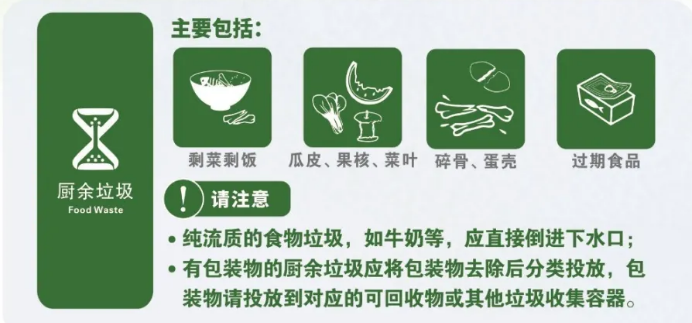 主要包括：
剩菜剩饭
瓜皮、果核、菜叶
碎骨、蛋壳
过期食品
厨余垃圾
Food Waste
! 请注意
• 纯流质的食物垃圾，如牛奶等，应直接倒进下水口；
• 有包装物的厨余垃圾应将包装物去除后分类投放，包
装物请投放到对应的可回收物或其他垃圾收集容器。